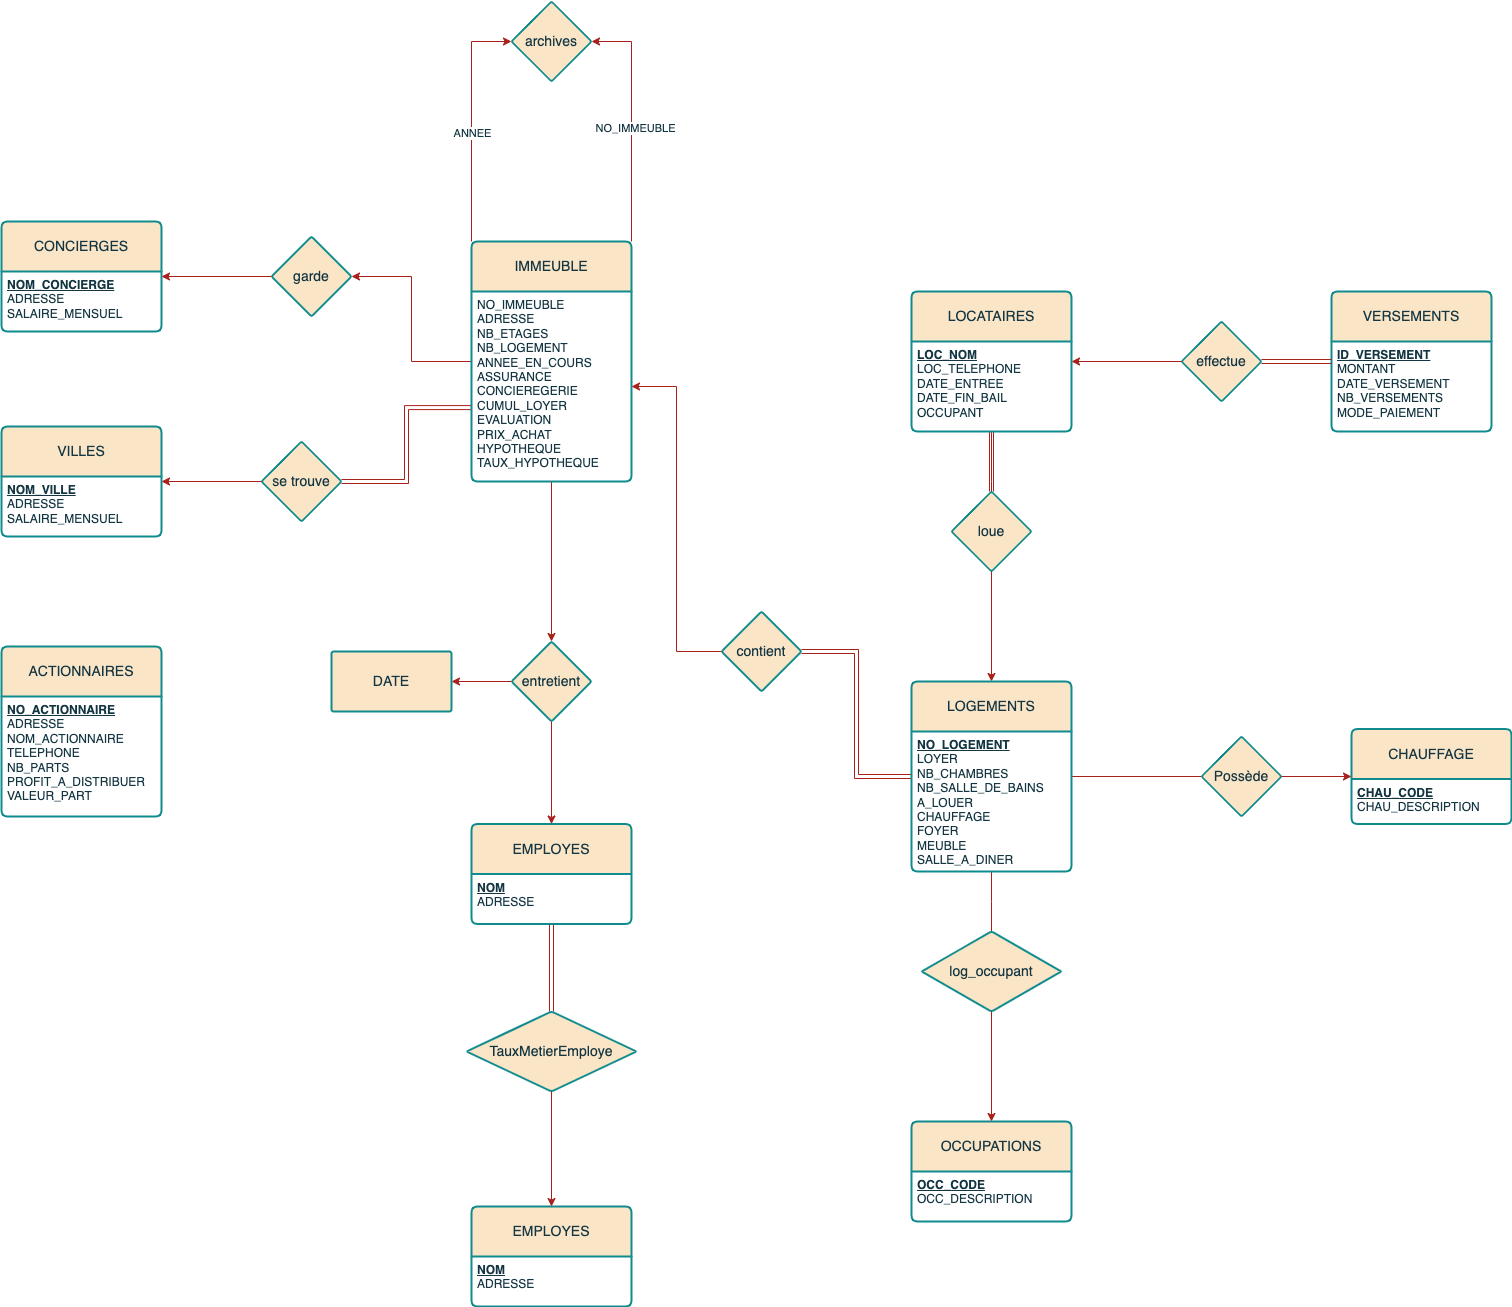 archives
ANNEE
NO_IMMEUBLE
CONCIERGES
NOM_CONCIERGE
ADRESSE
SALAIRE_MENSUEL
garde
IMMEUBLE
NO_IMMEUBLE
ADRESSE
NB_ETAGES
NB_LOGEMENT
ANNEE_EN_COURS
ASSURANCE
CONCIEREGERIE
CUMUL_LOYER
EVALUATION
PRIX_ACHAT
HYPOTHEQUE
TAUX_HYPOTHEQUE
LOCATAIRES
LOC_NOM
LOC_TELEPHONE
DATE_ENTREE
DATE_FIN_BAIL
OCCUPANT
effectue
VERSEMENTS
ID_VERSEMENT
MONTANT
DATE_VERSEMENT
NB_VERSEMENTS
MODE_PAIEMENT
VILLES
NOM_VILLE
ADRESSE
SALAIRE_MENSUEL
se trouve
loue
ACTIONNAIRES
NO_ACTIONNAIRE
ADRESSE
NOM_ACTIONNAIRE
TELEPHONE
NB_PARTS
PROFIT_A_DISTRIBUER
VALEUR_PART
DATE
entretient
contient
LOGEMENTS
NO_LOGEMENT
LOYER
NB_CHAMBRES
NB_SALLE_DE_BAINS
A_LOUER
CHAUFFAGE
FOYER
MEUBLE
SALLE_A_DINER
Possède
CHAUFFAGE
CHAU_CODE
CHAU_DESCRIPTION
EMPLOYES
NOM
ADRESSE
log_occupant
TauxMetierEmploye
OCCUPATIONS
OCC_CODE
OCC_DESCRIPTION
EMPLOYES
NOM
ADRESSE